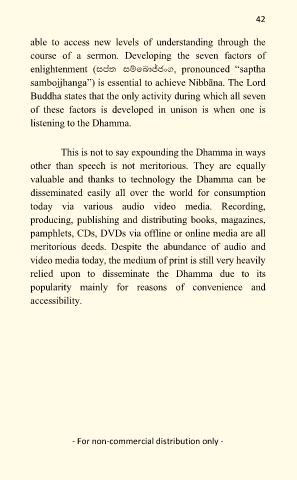 42
able to access new levels of understanding through the
course of a sermon. Developing the seven factors of
enlightenment (සප්ත සම්බොජ්ඣංග, pronounced “saptha
sambojjhanga”) is essential to achieve Nibbāna. The Lord
Buddha states that the only activity during which all seven
of these factors is developed in unison is when one is
listening to the Dhamma.
This is not to say expounding the Dhamma in ways
other than speech is not meritorious. They are equally
valuable and thanks to technology the Dhamma can be
disseminated easily all over the world for consumption
today via various audio video media. Recording,
producing, publishing and distributing books, magazines,
pamphlets, CDs, DVDs via offline or online media are all
meritorious deeds. Despite the abundance of audio and
video media today, the medium of print is still very heavily
relied upon to disseminate the Dhamma due to its
popularity mainly for reasons of convenience and
accessibility.
- For non-commercial distribution only -